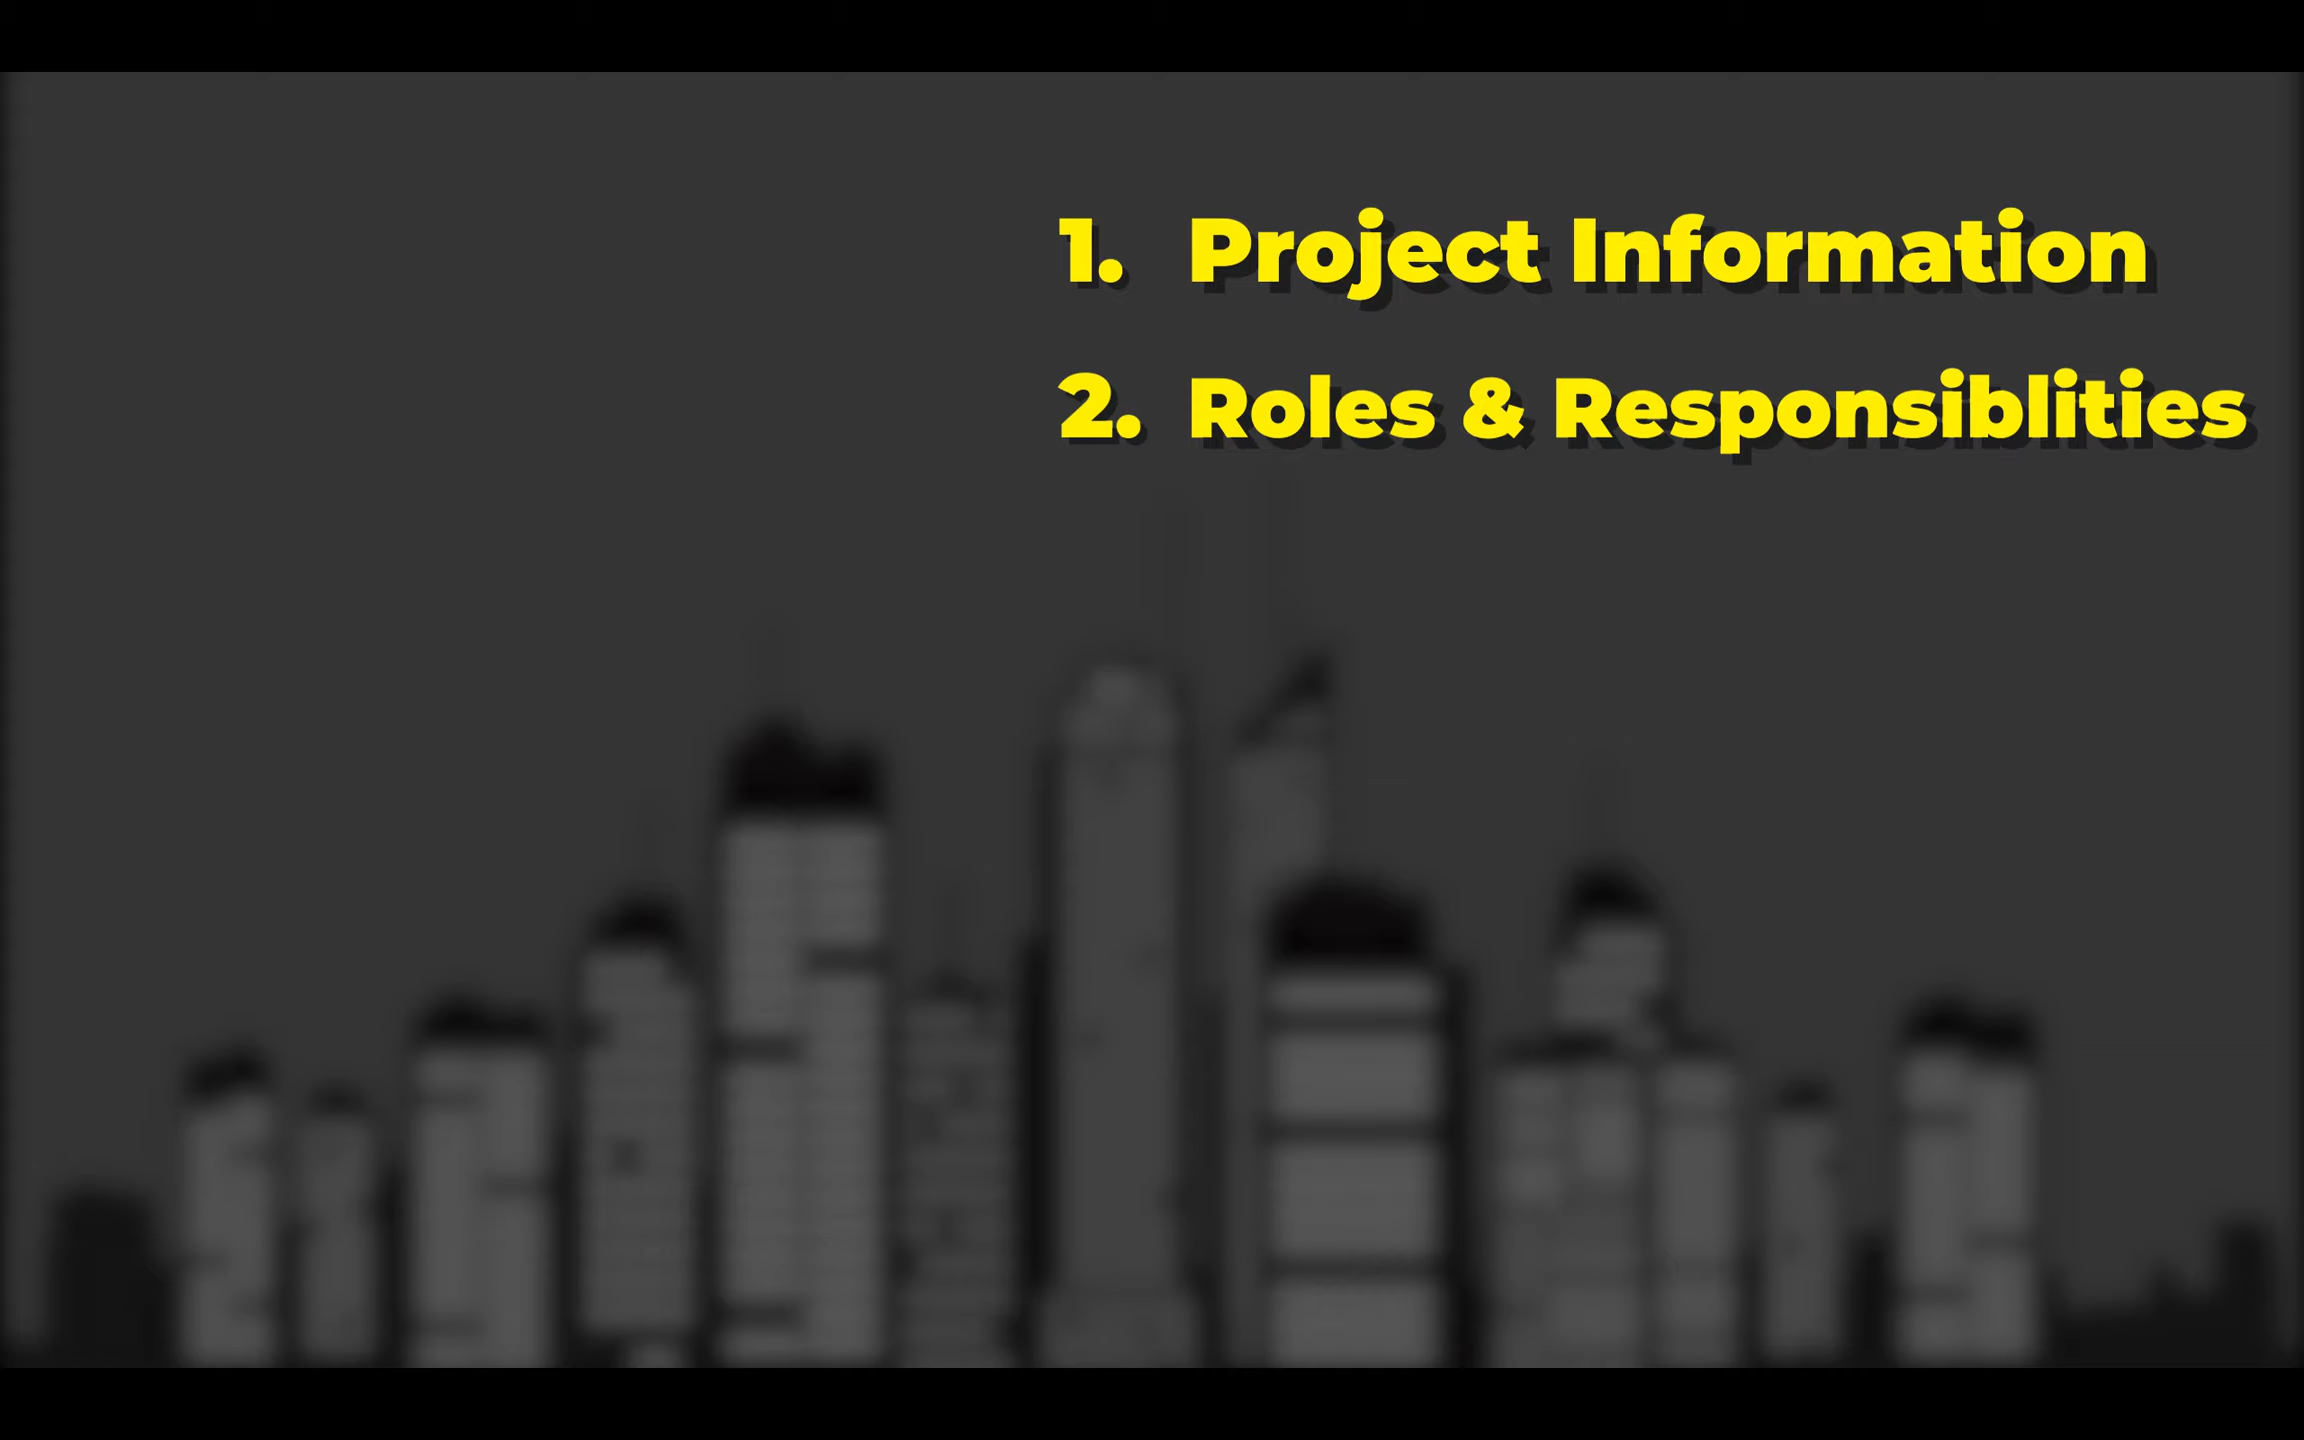 1. Project Information
2. Roles & Responsiblities